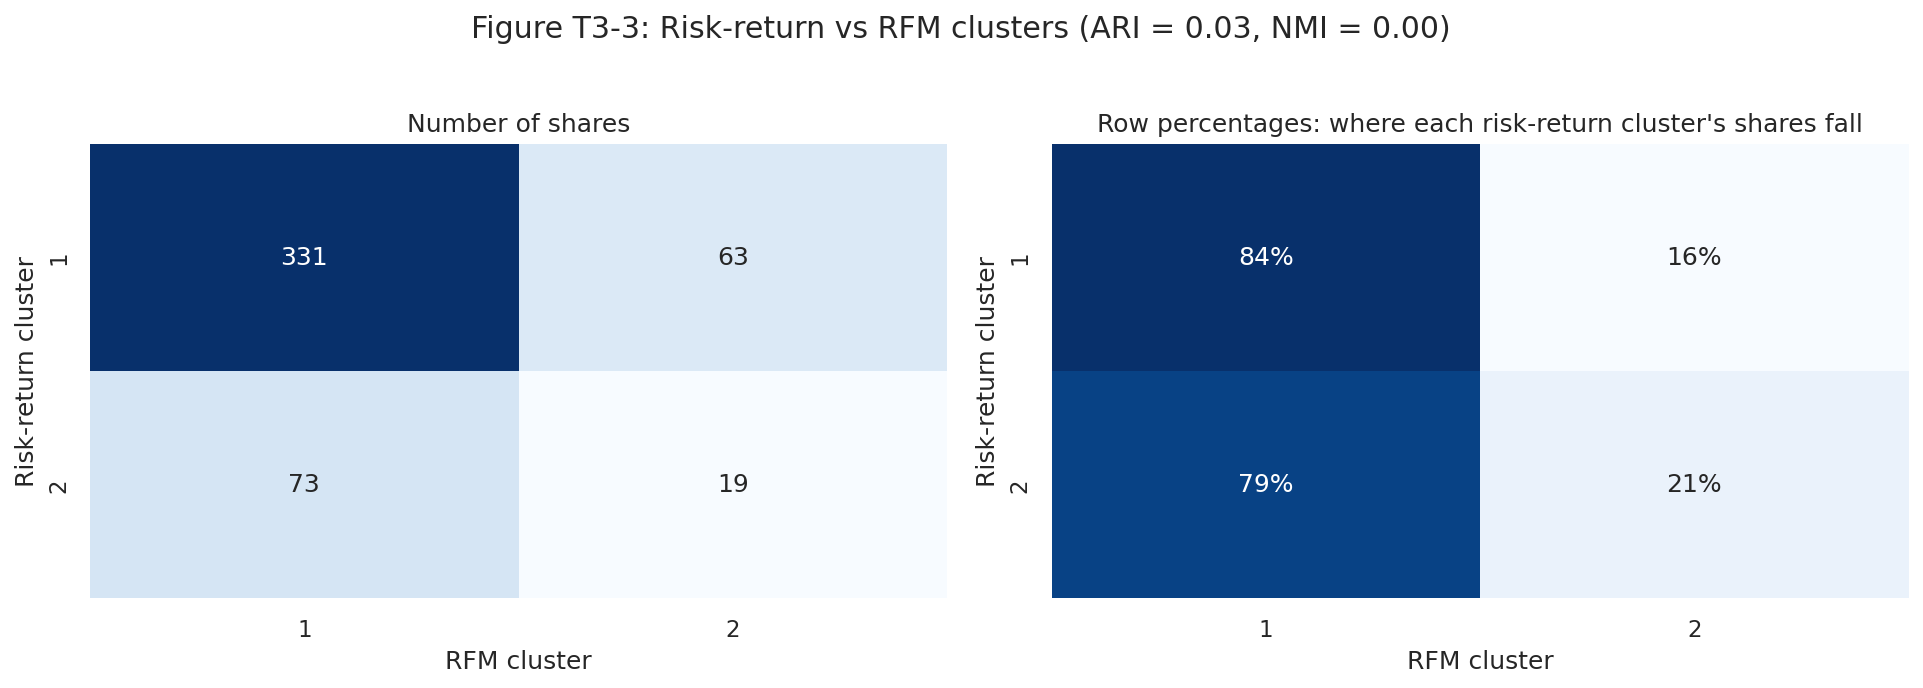 Figure T3-3: Risk-return vs RFM clusters (ARI = 0.03, NMI = 0.00)
Number of shares
Risk-return cluster
1
331
63
2
73
19
1
2
RFM cluster
Row percentages: where each risk-return cluster's shares fall
Risk-return cluster
1
84%
16%
2
79%
21%
1
2
RFM cluster